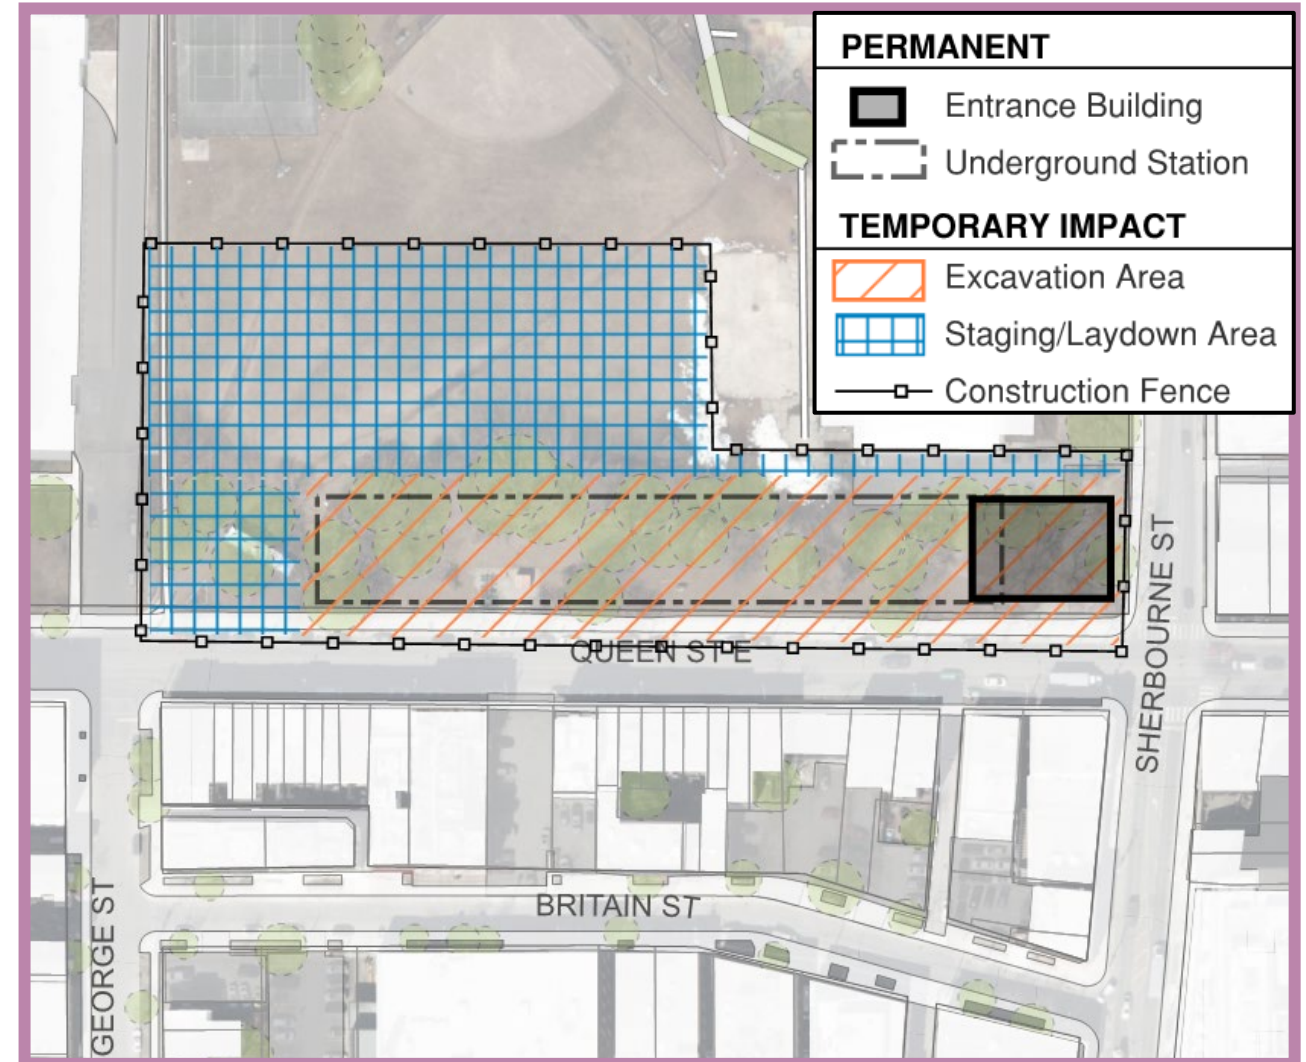 PERMANENT
Entrance Building
Underground Station
TEMPORARY IMPACT
Excavation Area
Staging/Laydown Area
Construction Fence
QUEEN ST E
SHERBOURNE ST
BRITAIN ST
GEORGE ST